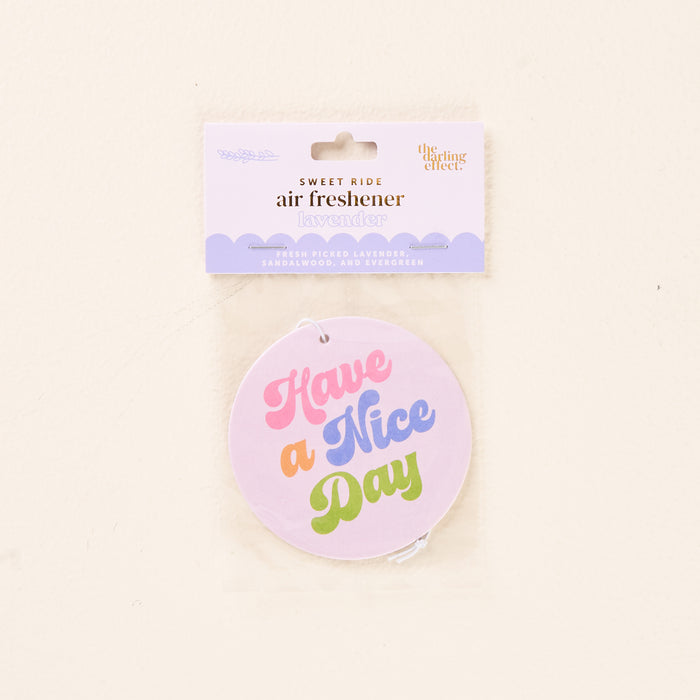 the
darling
effect.
SWEET RIDE
air freshener
lavender
FRESH PICKED LAVENDER,
SANDALWOOD, AND EVERGREEN
Have
a Nice
Day